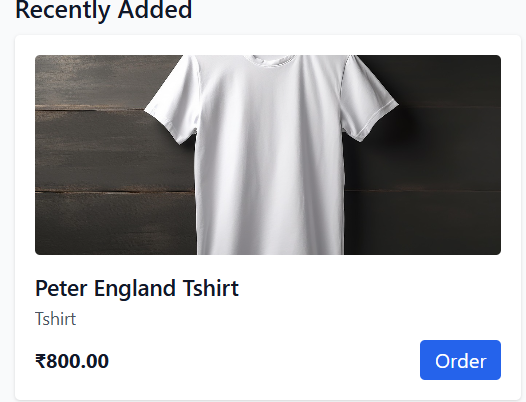 Recently Added
Peter England Tshirt
Tshirt
₹800.00
Order